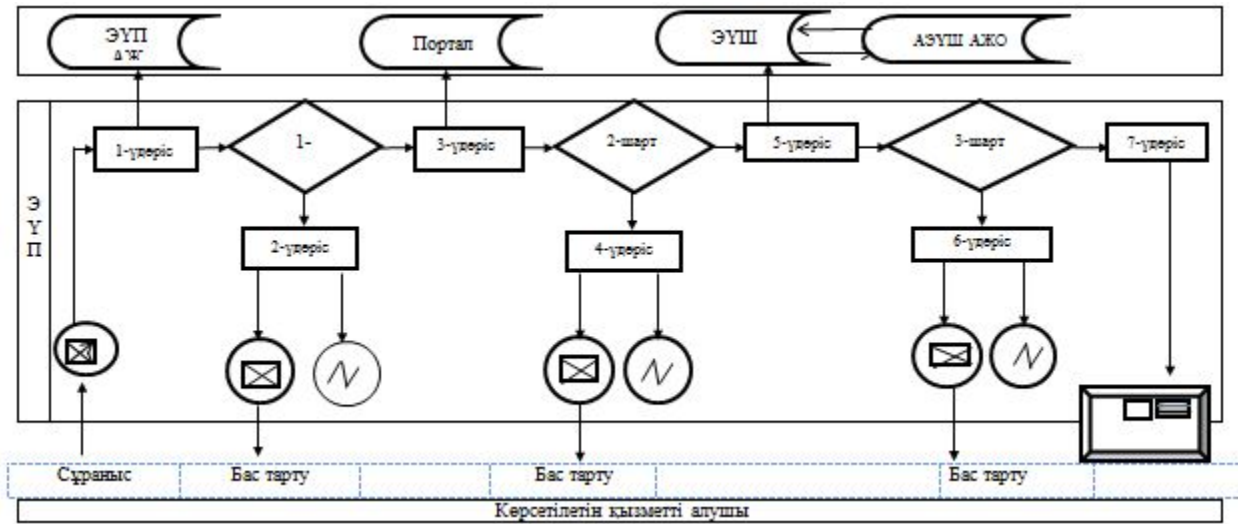 ЭҮП
АЖ
Портал
ЭҮШ
АЭҮШ АЖО
1-үдеріс
1-
3-үдеріс
2-шарт
5-үдеріс
3-шарт
7-үдеріс
Э
Ү
П
2-үдеріс
4-үдеріс
6-үдеріс
Сұраныс
Бас тарту
Бас тарту
Бас тарту
Көрсетілетін қызметті алушы